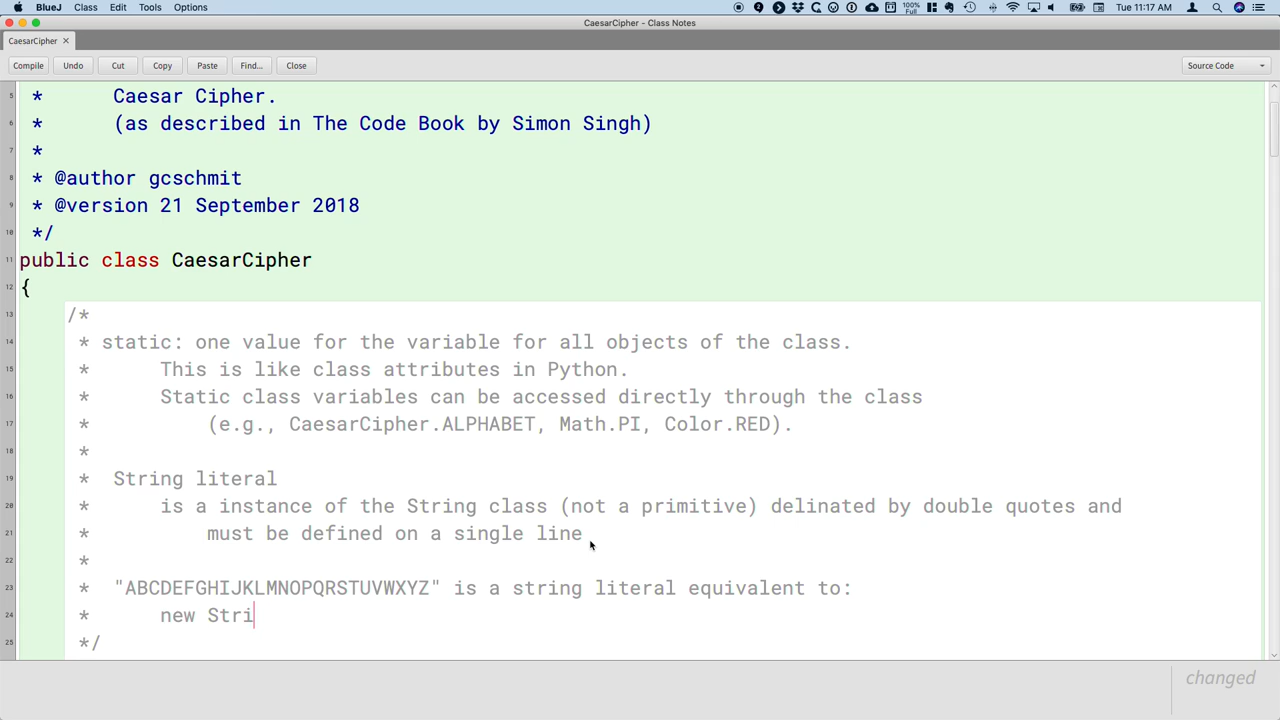 BlueJ Class Edit Tools Options 100% Full Tue 11:17 AM
CaesarCipher - Class Notes
CaesarCipher ×
Compile Undo Cut Copy Paste Find... Close Source Code
5 * Caesar Cipher.
6 * (as described in The Code Book by Simon Singh)
7 *
8 * @author gcschmit
9 * @version 21 September 2018
10 */
11 public class CaesarCipher
12 {
13 /*
14 * static: one value for the variable for all objects of the class.
15 * This is like class attributes in Python.
16 * Static class variables can be accessed directly through the class
17 * (e.g., CaesarCipher.ALPHABET, Math.PI, Color.RED).
18 *
19 * String literal
20 * is a instance of the String class (not a primitive) delinated by double quotes and
21 * must be defined on a single line
22 *
23 * "ABCDEFGHIJKLMNOPQRSTUVWXYZ" is a string literal equivalent to:
24 * new Stri
25 */
changed